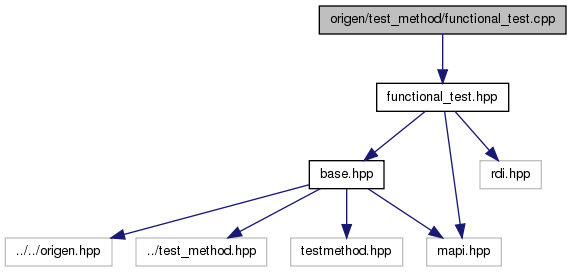 origen/test_method/functional_test.cpp
functional_test.hpp
base.hpp
rdi.hpp
../../origen.hpp
../test_method.hpp
testmethod.hpp
mapi.hpp